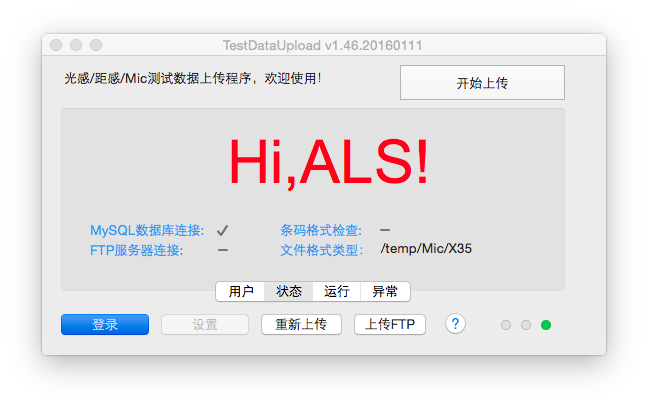 TestDataUpload v1.46.20160111
光感/距感/Mic测试数据上传程序，欢迎使用！
开始上传
Hi,ALS!
MySQL数据库连接:
条码格式检查:
FTP服务器连接:
文件格式类型: /temp/Mic/X35
用户 状态 运行 异常
登录 设置 重新上传 上传FTP ?